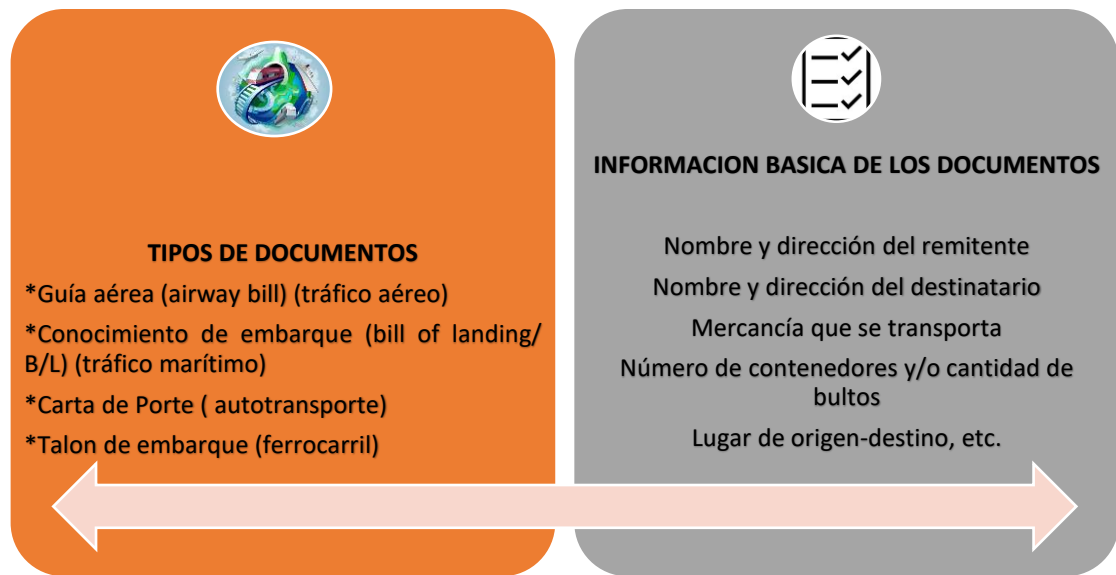 TIPOS DE DOCUMENTOS
*Guía aérea (airway bill) (tráfico aéreo)
*Conocimiento de embarque (bill of landing/
B/L) (tráfico marítimo)
*Carta de Porte ( autotransporte)
*Talon de embarque (ferrocarril)
INFORMACION BASICA DE LOS DOCUMENTOS
Nombre y dirección del remitente
Nombre y dirección del destinatario
Mercancía que se transporta
Número de contenedores y/o cantidad de
bultos
Lugar de origen-destino, etc.